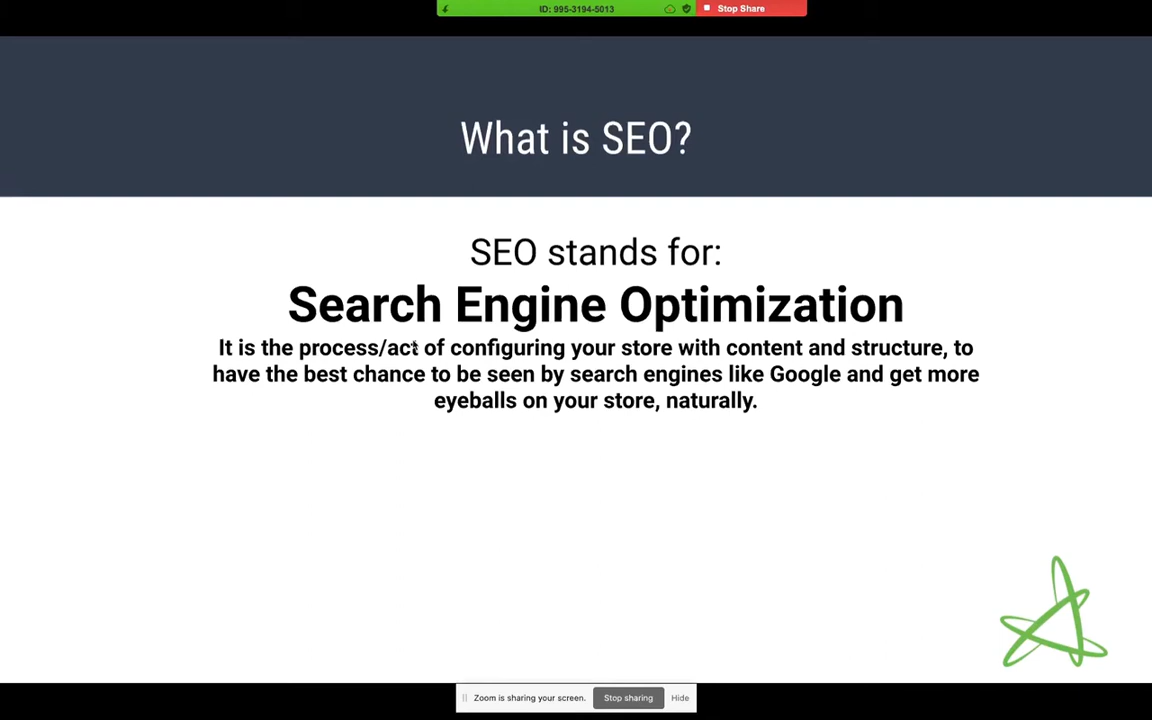 ID: 995-3194-5013
Stop Share
What is SEO?
SEO stands for:
Search Engine Optimization
It is the process/act of configuring your store with content and structure, to
have the best chance to be seen by search engines like Google and get more
eyeballs on your store, naturally.
Zoom is sharing your screen.
Stop sharing
Hide